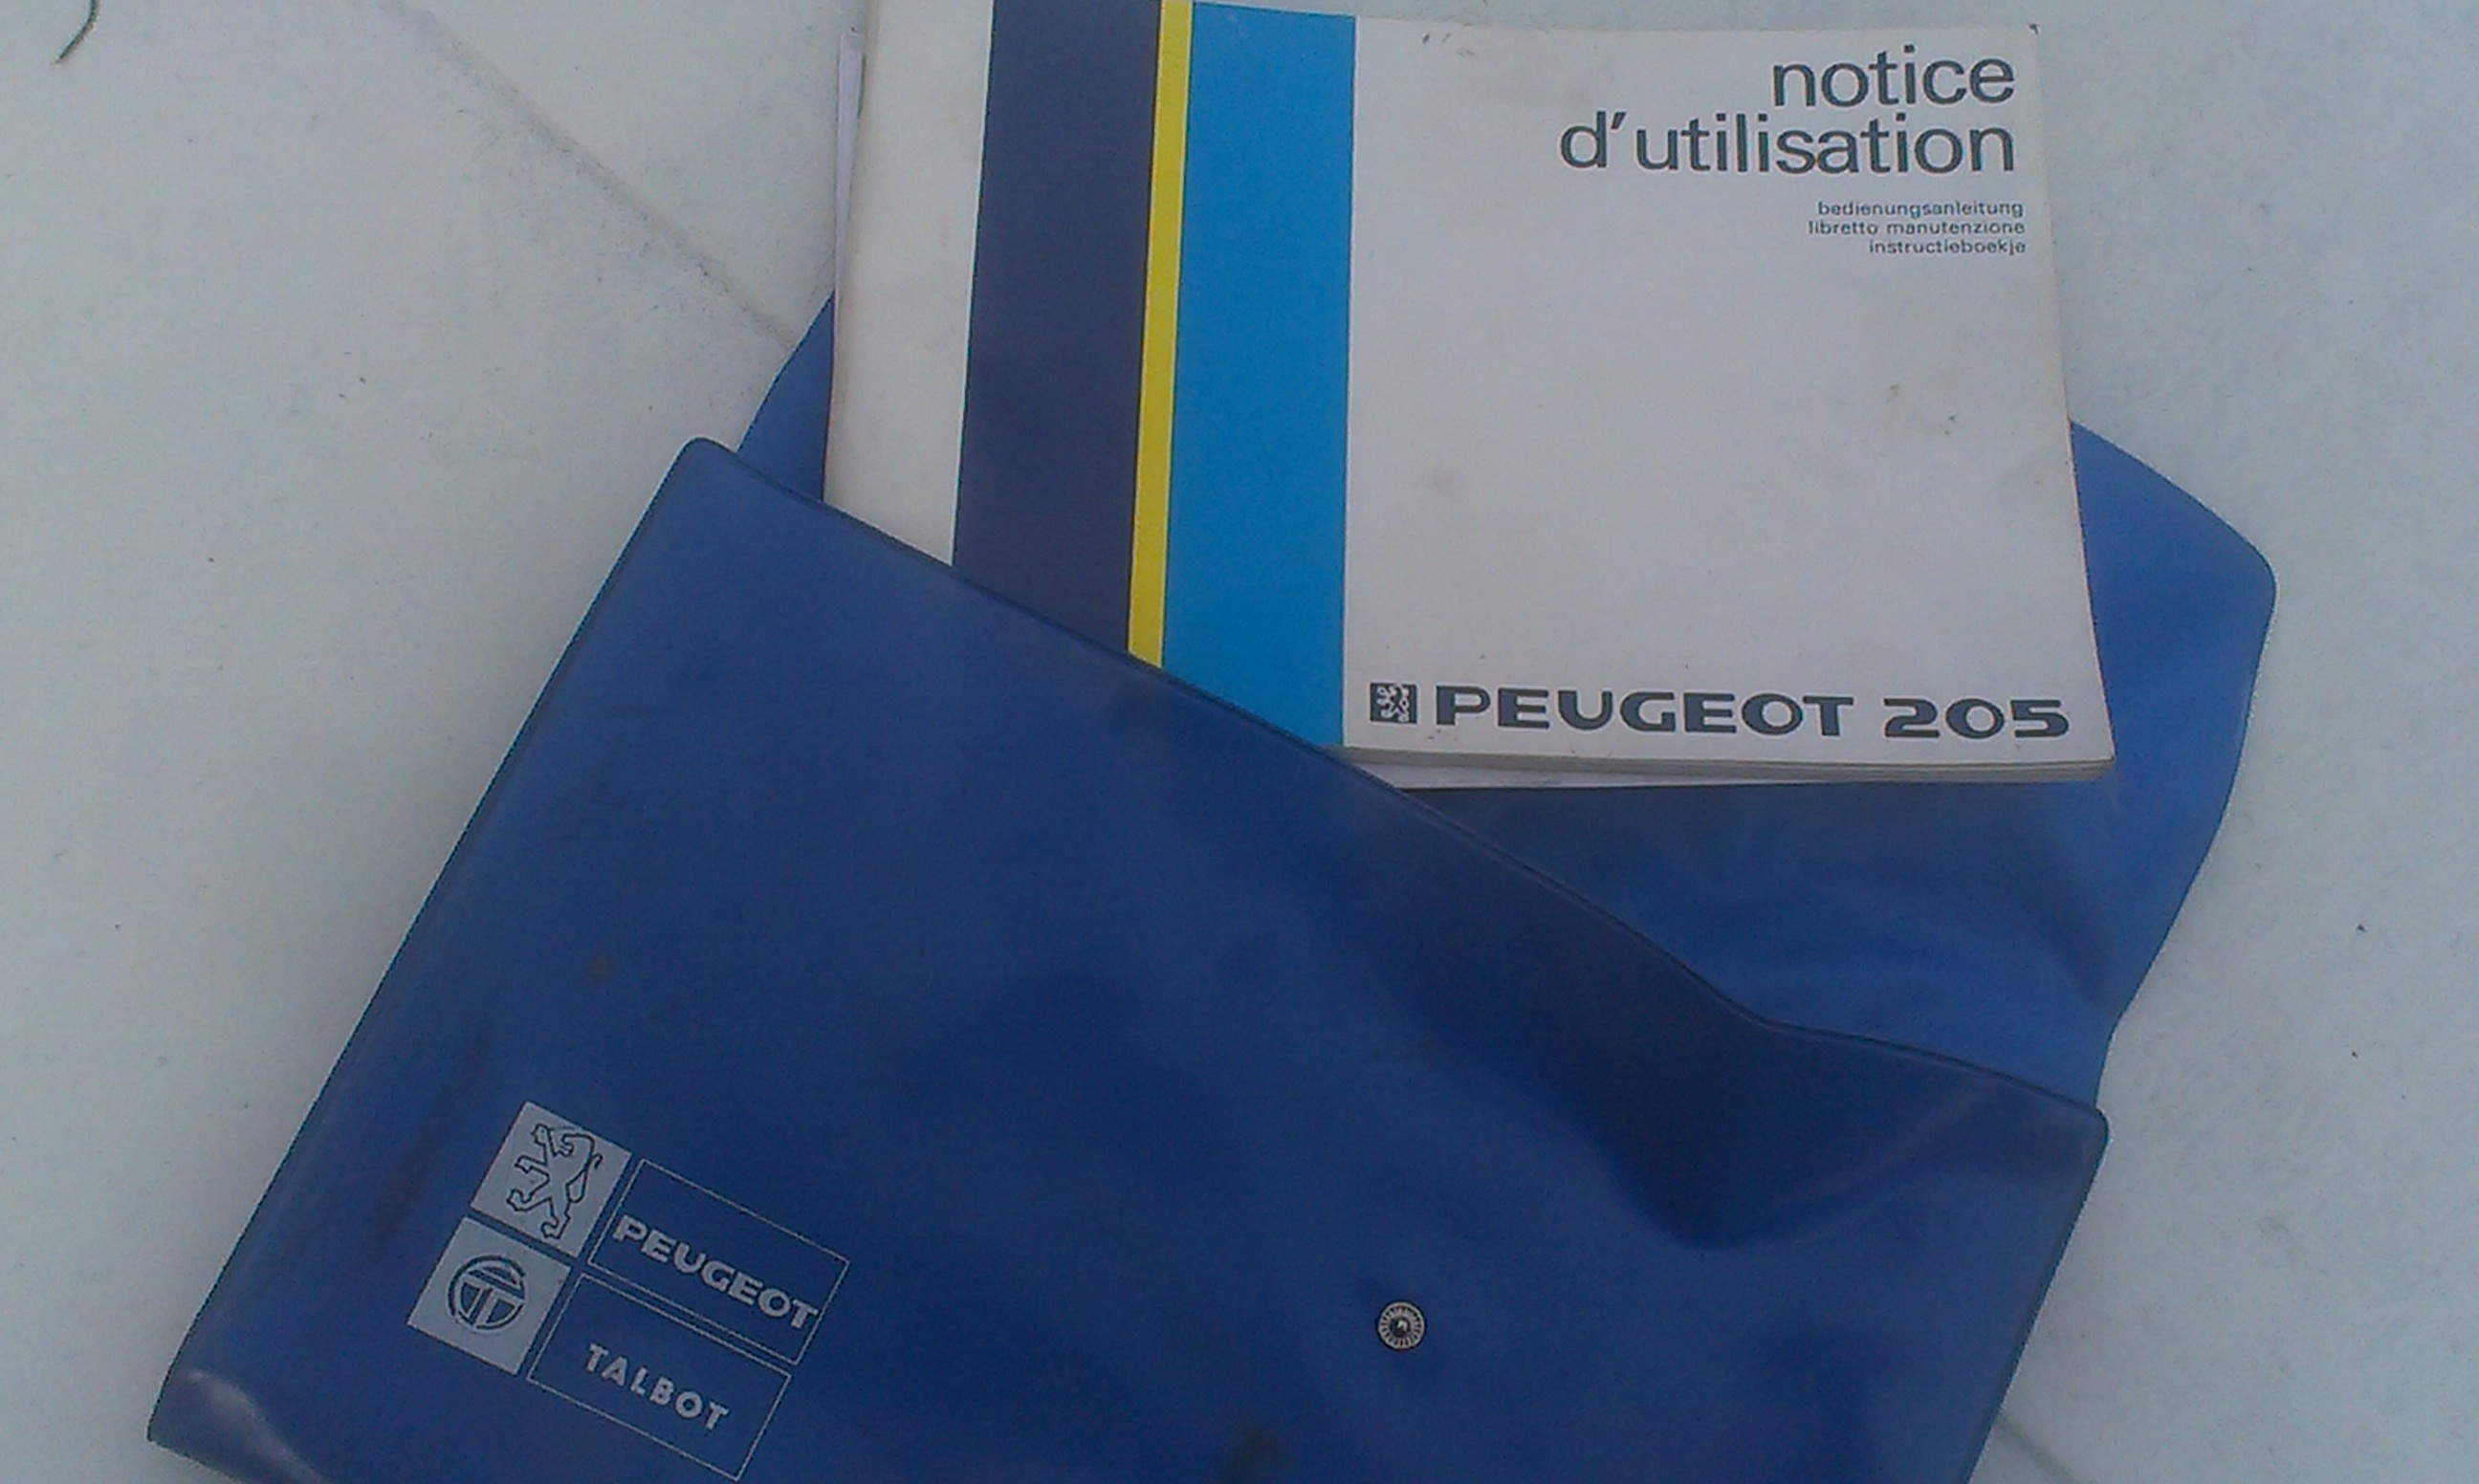 notice
d'utilisation
bedienungsanleitung
libretto manutenzione
instructieboekje
PEUGEOT 205
PEUGEOT
TALBOT